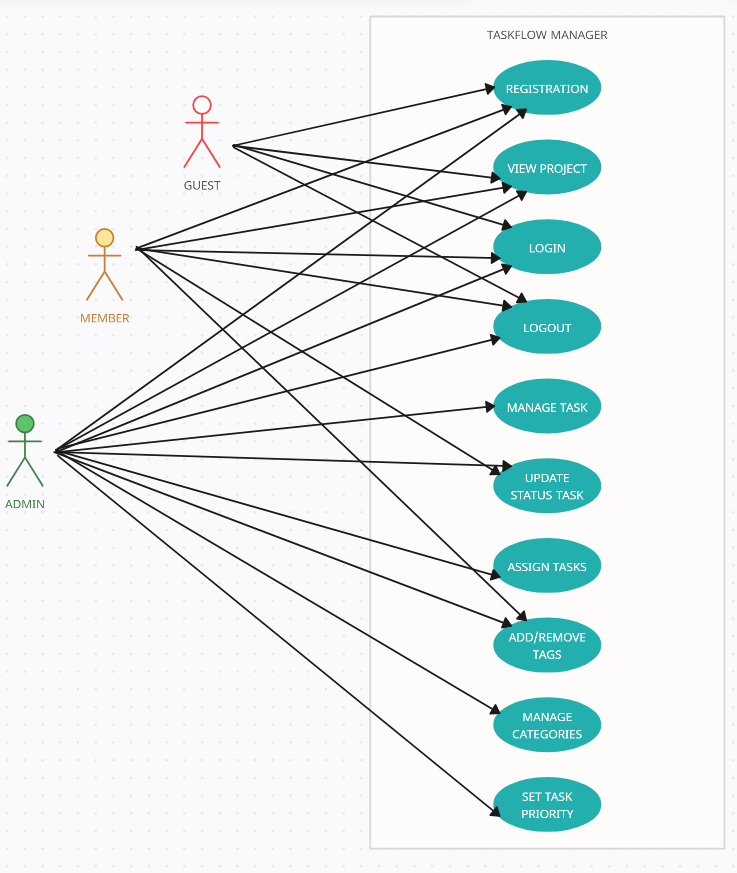 TASKFLOW MANAGER
REGISTRATION
GUEST
VIEW PROJECT
MEMBER
LOGIN
LOGOUT
MANAGE TASK
ADMIN
UPDATE
STATUS TASK
ASSIGN TASKS
ADD/REMOVE
TAGS
MANAGE
CATEGORIES
SET TASK
PRIORITY